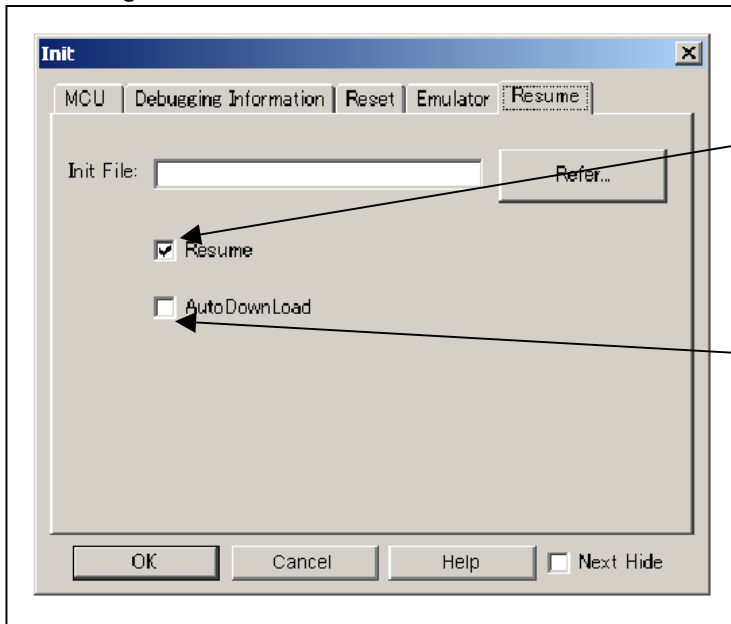 Init
MCU Debugging Information Reset Emulator Resume
Init File: Refer...
Resume
AutoDownLoad
OK Cancel Help Next Hide